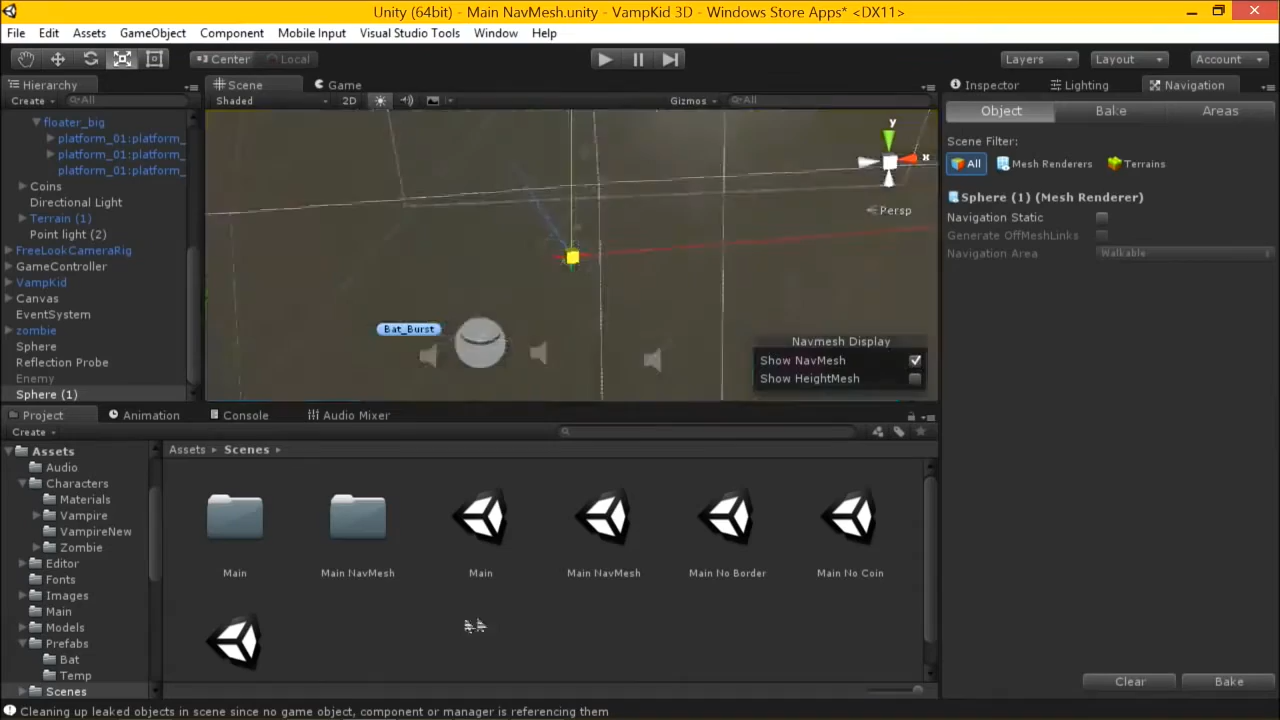 Unity (64bit) - Main NavMesh.unity - VampKid 3D - Windows Store Apps* <DX11>
File Edit Assets GameObject Component Mobile Input Visual Studio Tools Window Help
Center Local Layers Layout Account
Hierarchy Scene Game Inspector Lighting Navigation
Create All Shaded 2D Gizmos All
Object Bake Areas
floater_big
platform_01:platform_
platform_01:platform_
platform_01:platform_
Coins
Directional Light
Terrain (1)
Point light (2)
FreeLookCameraRig
GameController
VampKid
Canvas
EventSystem
zombie
Sphere
Reflection Probe
Enemy
Sphere (1)
y
x
Persp
Bat_Burst
Navmesh Display
Show NavMesh
Show HeightMesh
Scene Filter:
All Mesh Renderers Terrains
Sphere (1) (Mesh Renderer)
Navigation Static
Generate OffMeshLinks
Navigation Area Walkable
Clear Bake
Project Animation Console Audio Mixer
Create
Assets
Audio
Characters
Materials
Vampire
VampireNew
Zombie
Editor
Fonts
Images
Main
Models
Prefabs
Bat
Temp
Scenes
Assets Scenes
Main Main NavMesh Main Main NavMesh Main No Border Main No Coin
Cleaning up leaked objects in scene since no game object, component or manager is referencing them